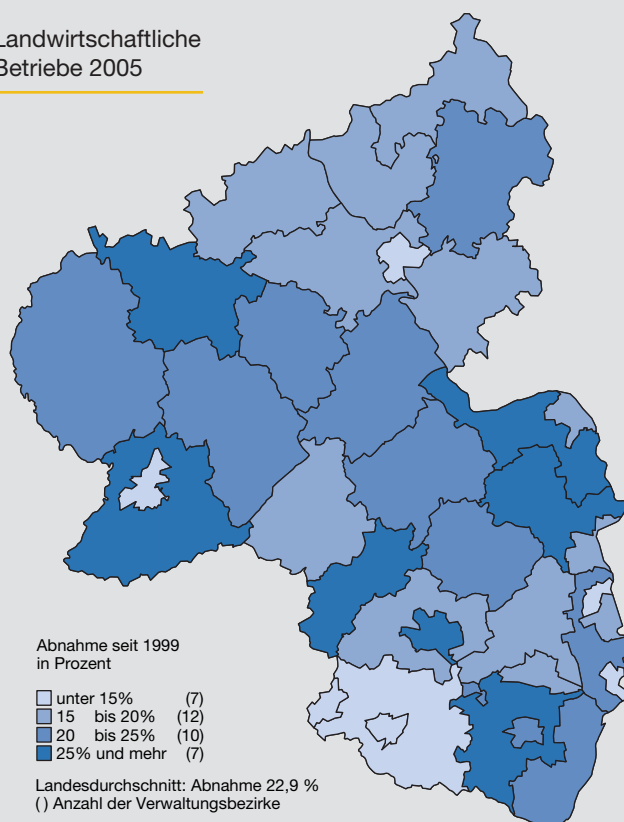 Landwirtschaftliche
Betriebe 2005
Abnahme seit 1999
in Prozent
unter 15% (7)
15 bis 20% (12)
20 bis 25% (10)
25% und mehr (7)
Landesdurchschnitt: Abnahme 22,9 %
( ) Anzahl der Verwaltungsbezirke